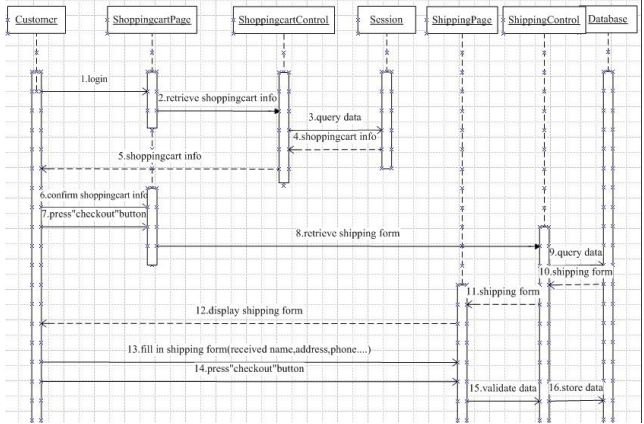 Customer
ShoppingcartPage
ShoppingcartControl
Session
ShippingPage
ShippingControl
Database
1.login
2.retrieve shoppingcart info
3.query data
4.shoppingcart info
5.shoppingcart info
6.confirm shoppingcart info
7.press"checkout"button
8.retrieve shipping form
9.query data
10.shipping form
11.shipping form
12.display shipping form
13.fill in shipping form(received name,address,phone....)
14.press"checkout"button
15.validate data
16.store data